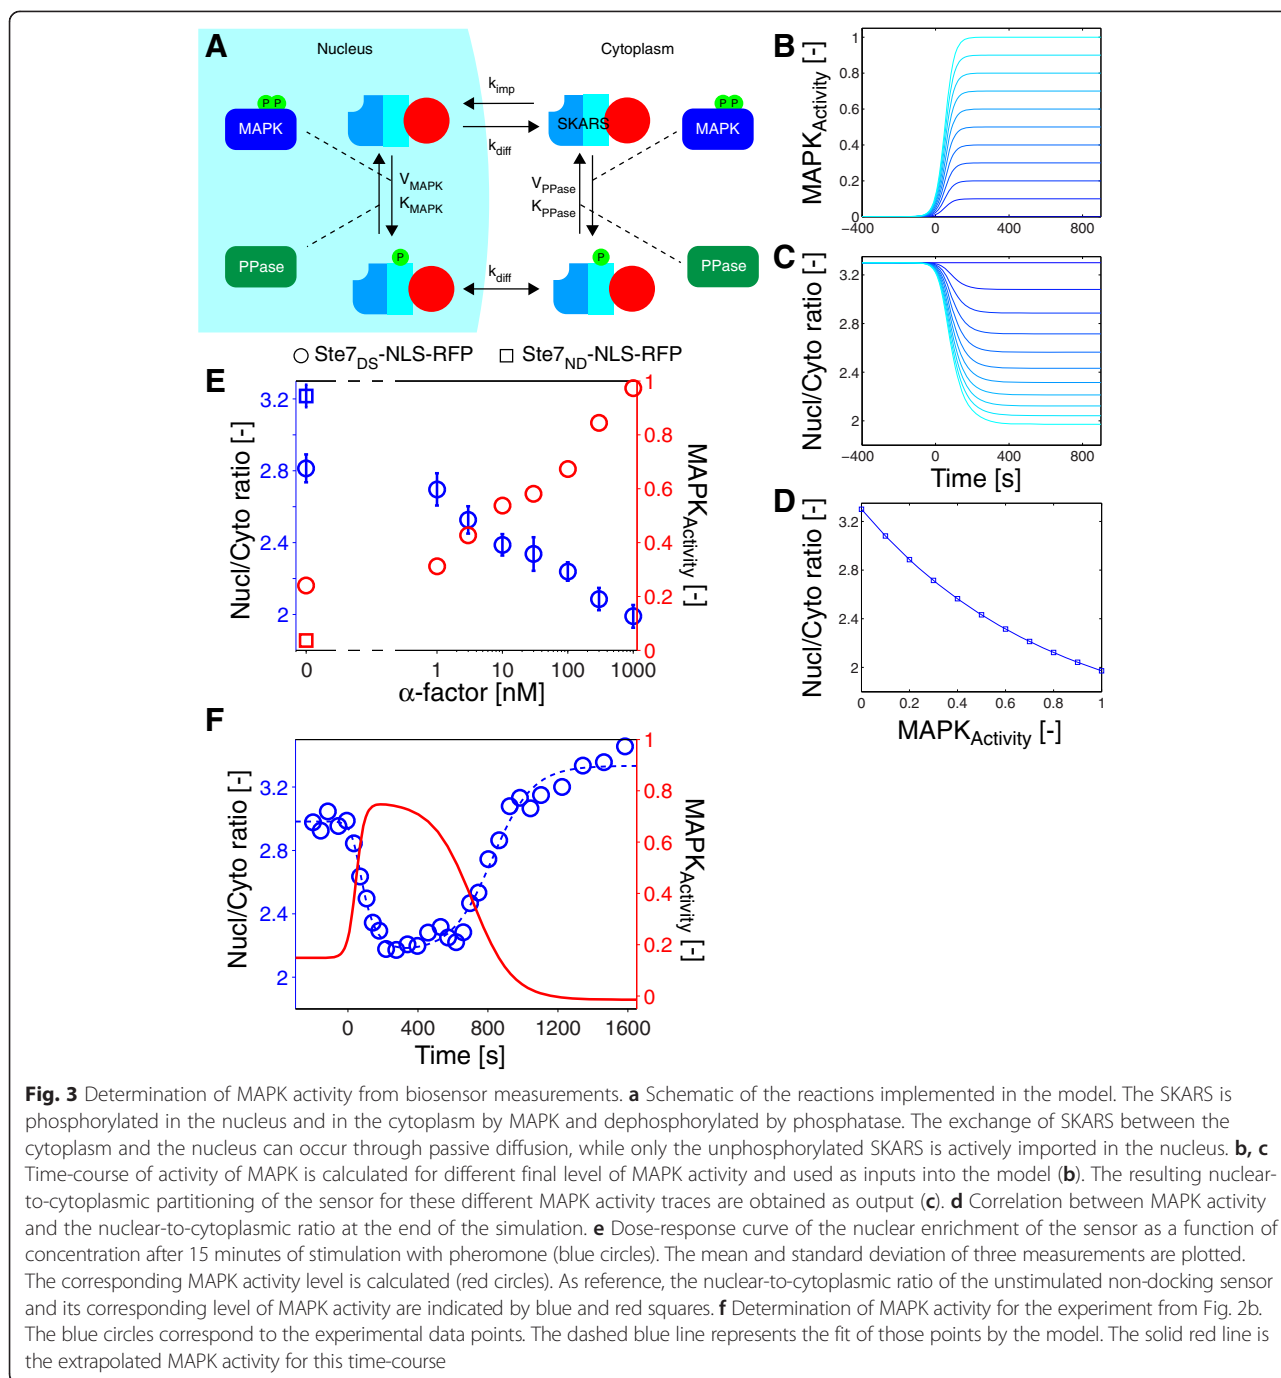 A
Nucleus
Cytoplasm
P P
MAPK
k_imp
SKARS
k_diff
P P
MAPK
V_MAPK
K_MAPK
V_PPase
K_PPase
PPase
P
k_diff
P
PPase
B
MAPK_Activity [-]
1
0.8
0.6
0.4
0.2
0
−400 0 400 800
C
Nucl/Cyto ratio [-]
3.2
2.8
2.4
2
−400 0 400 800
Time [s]
D
Nucl/Cyto ratio [-]
3.2
2.8
2.4
2
0 0.2 0.4 0.6 0.8 1
MAPK_Activity [-]
Ste7_DS-NLS-RFP Ste7_ND-NLS-RFP
E
Nucl/Cyto ratio [-]
3.2
2.8
2.4
2
1
0.8
0.6
0.4
0.2
0
MAPK_Activity [-]
0 1 10 100 1000
α-factor [nM]
F
Nucl/Cyto ratio [-]
3.2
2.8
2.4
2
1
0.8
0.6
0.4
0.2
0
MAPK_Activity [-]
0 400 800 1200 1600
Time [s]
Fig. 3 Determination of MAPK activity from biosensor measurements. a Schematic of the reactions implemented in the model. The SKARS is
phosphorylated in the nucleus and in the cytoplasm by MAPK and dephosphorylated by phosphatase. The exchange of SKARS between the
cytoplasm and the nucleus can occur through passive diffusion, while only the unphosphorylated SKARS is actively imported in the nucleus. b, c
Time-course of activity of MAPK is calculated for different final level of MAPK activity and used as inputs into the model (b). The resulting nuclear-
to-cytoplasmic partitioning of the sensor for these different MAPK activity traces are obtained as output (c). d Correlation between MAPK activity
and the nuclear-to-cytoplasmic ratio at the end of the simulation. e Dose-response curve of the nuclear enrichment of the sensor as a function of
concentration after 15 minutes of stimulation with pheromone (blue circles). The mean and standard deviation of three measurements are plotted.
The corresponding MAPK activity level is calculated (red circles). As reference, the nuclear-to-cytoplasmic ratio of the unstimulated non-docking sensor
and its corresponding level of MAPK activity are indicated by blue and red squares. f Determination of MAPK activity for the experiment from Fig. 2b.
The blue circles correspond to the experimental data points. The dashed blue line represents the fit of those points by the model. The solid red line is
the extrapolated MAPK activity for this time-course